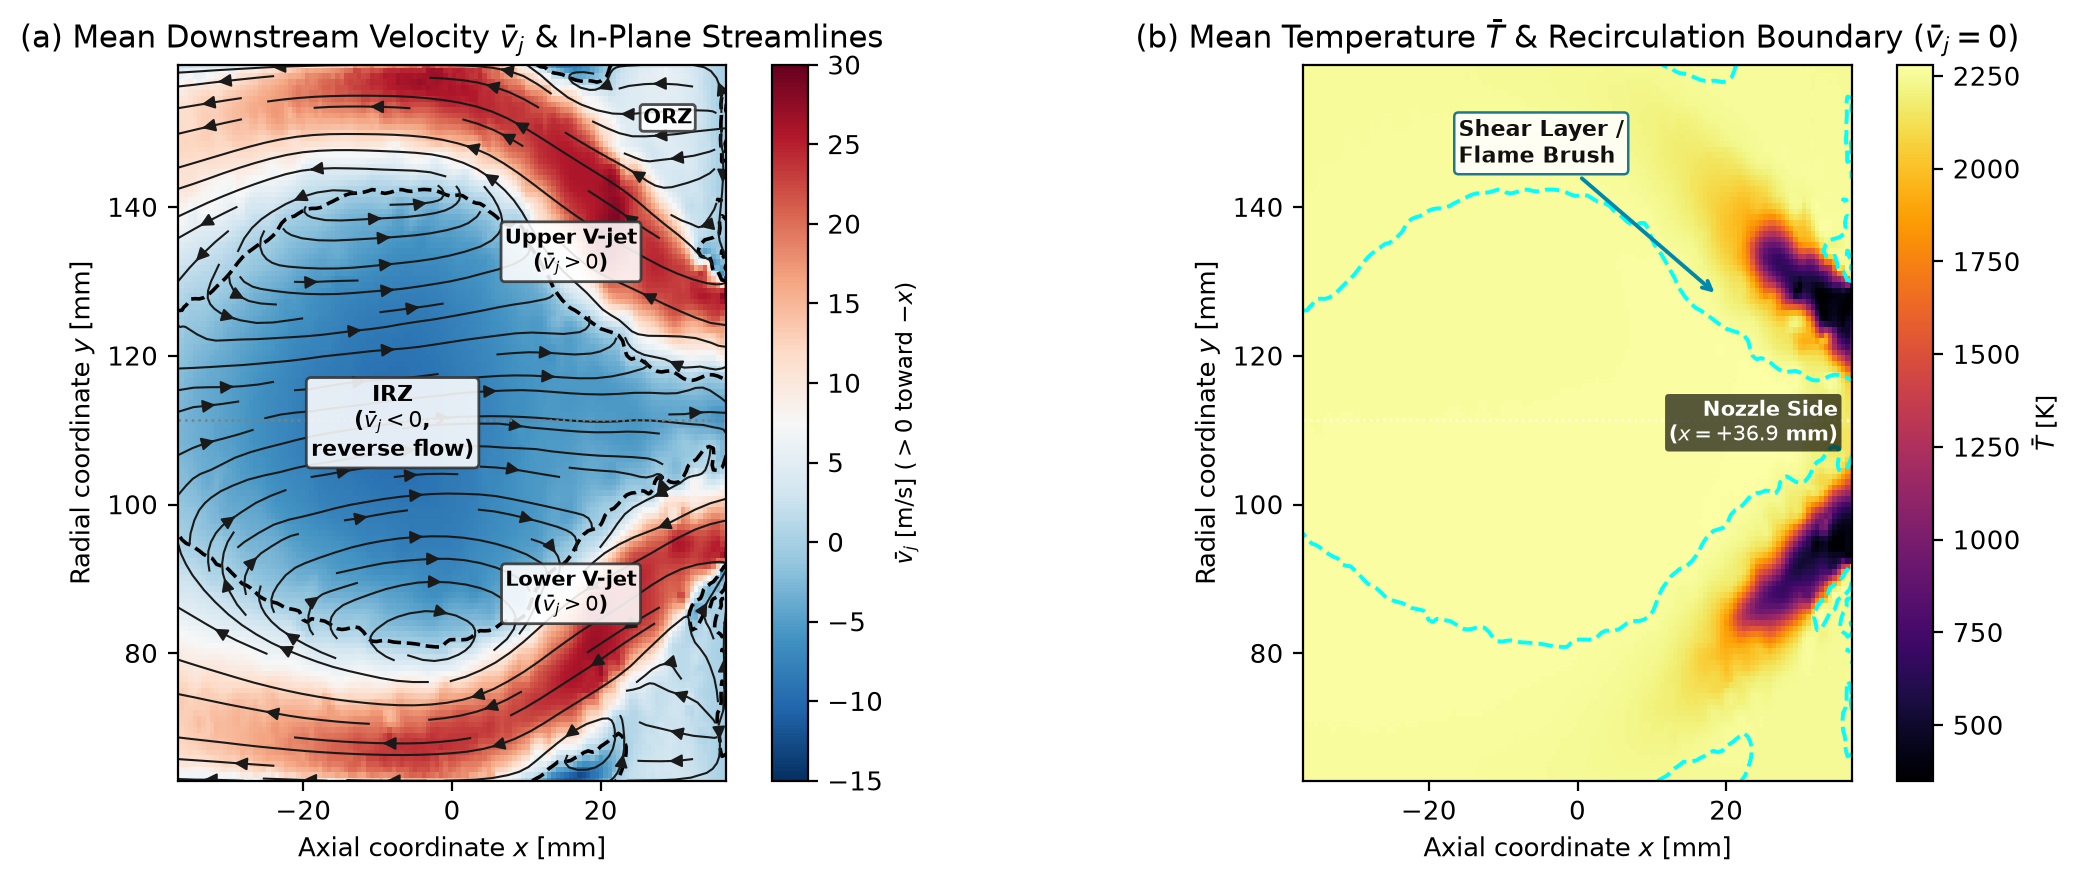 (a) Mean Downstream Velocity v̄ⱼ & In-Plane Streamlines
ORZ
Upper V-jet
(v̄ⱼ > 0)
IRZ
(v̄ⱼ < 0,
reverse flow)
Lower V-jet
(v̄ⱼ > 0)
140
120
100
80
Radial coordinate y [mm]
−20
0
20
Axial coordinate x [mm]
30
25
20
15
10
5
0
−5
−10
−15
v̄ⱼ [m/s] (> 0 toward −x)
(b) Mean Temperature T̄ & Recirculation Boundary (v̄ⱼ = 0)
Shear Layer /
Flame Brush
Nozzle Side
(x = +36.9 mm)
140
120
100
80
Radial coordinate y [mm]
−20
0
20
Axial coordinate x [mm]
2250
2000
1750
1500
1250
1000
750
500
T̄ [K]